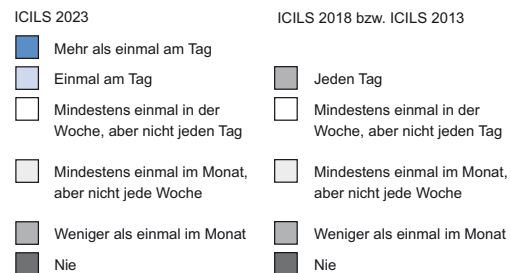 ICILS 2023
Mehr als einmal am Tag
Einmal am Tag
Mindestens einmal in der
Woche, aber nicht jeden Tag
Mindestens einmal im Monat,
aber nicht jede Woche
Weniger als einmal im Monat
Nie
ICILS 2018 bzw. ICILS 2013
Jeden Tag
Mindestens einmal in der
Woche, aber nicht jeden Tag
Mindestens einmal im Monat,
aber nicht jede Woche
Weniger als einmal im Monat
Nie